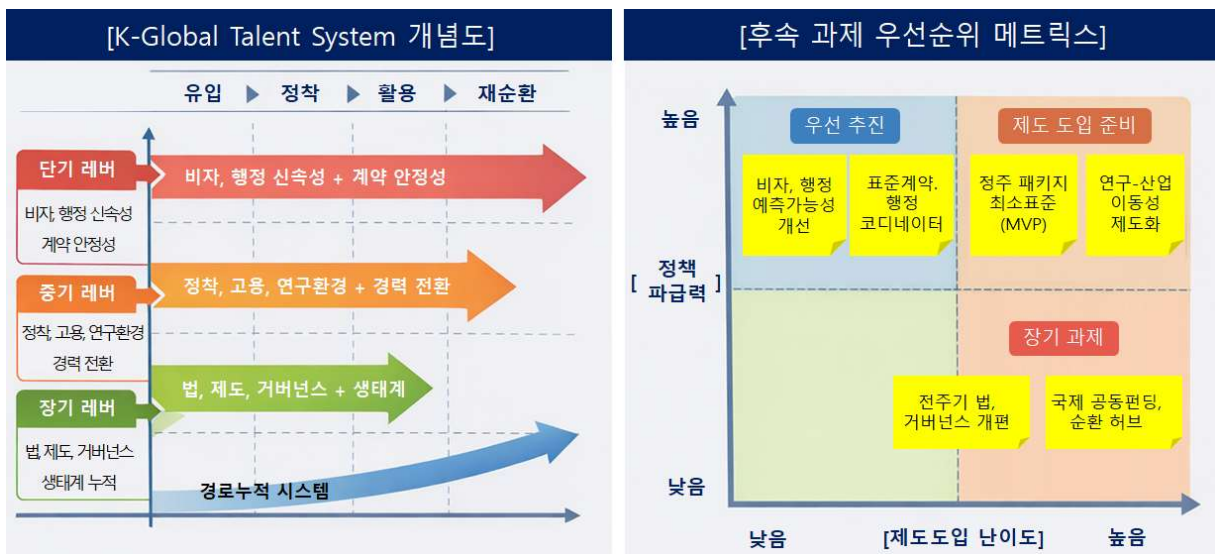 [K-Global Talent System 개념도]
유입 ▶ 정착 ▶ 활용 ▶ 재순환
단기 레버
비자, 행정 신속성
계약 안정성
비자, 행정 신속성 + 계약 안정성
중기 레버
정착, 고용, 연구환경
경력 전환
정착, 고용, 연구환경 + 경력 전환
장기 레버
법, 제도, 거버넌스
생태계 누적
법, 제도, 거버넌스 + 생태계
경로누적 시스템
[후속 과제 우선순위 메트릭스]
높음
[ 정책
파급력 ]
낮음
우선 추진
비자, 행정
예측가능성
개선
표준계약.
행정
코디네이터
제도 도입 준비
정주 패키지
최소표준
(MVP)
연구-산업
이동성
제도화
장기 과제
전주기 법,
거버넌스 개편
국제 공동펀딩,
순환 허브
낮음
[제도도입 난이도]
높음